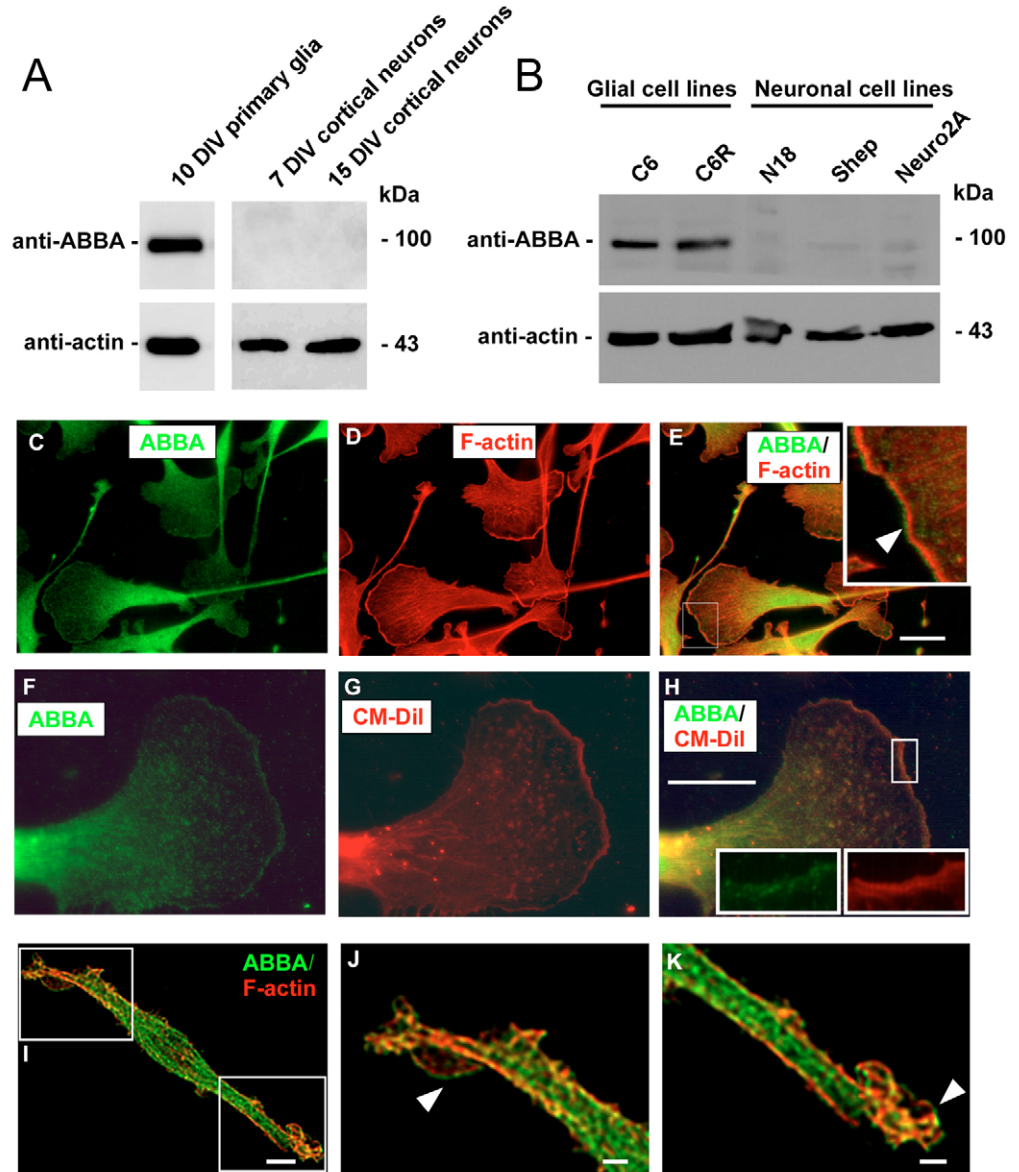 A
10 DIV primary glia
7 DIV cortical neurons
15 DIV cortical neurons
kDa
anti-ABBA -
- 100
anti-actin -
- 43
B
Glial cell lines
Neuronal cell lines
C6
C6R
N18
Shep
Neuro2A
kDa
anti-ABBA -
- 100
anti-actin -
- 43
C
ABBA
D
F-actin
E
ABBA/
F-actin
F
ABBA
G
CM-DiI
H
ABBA/
CM-DiI
I
ABBA/
F-actin
J
K